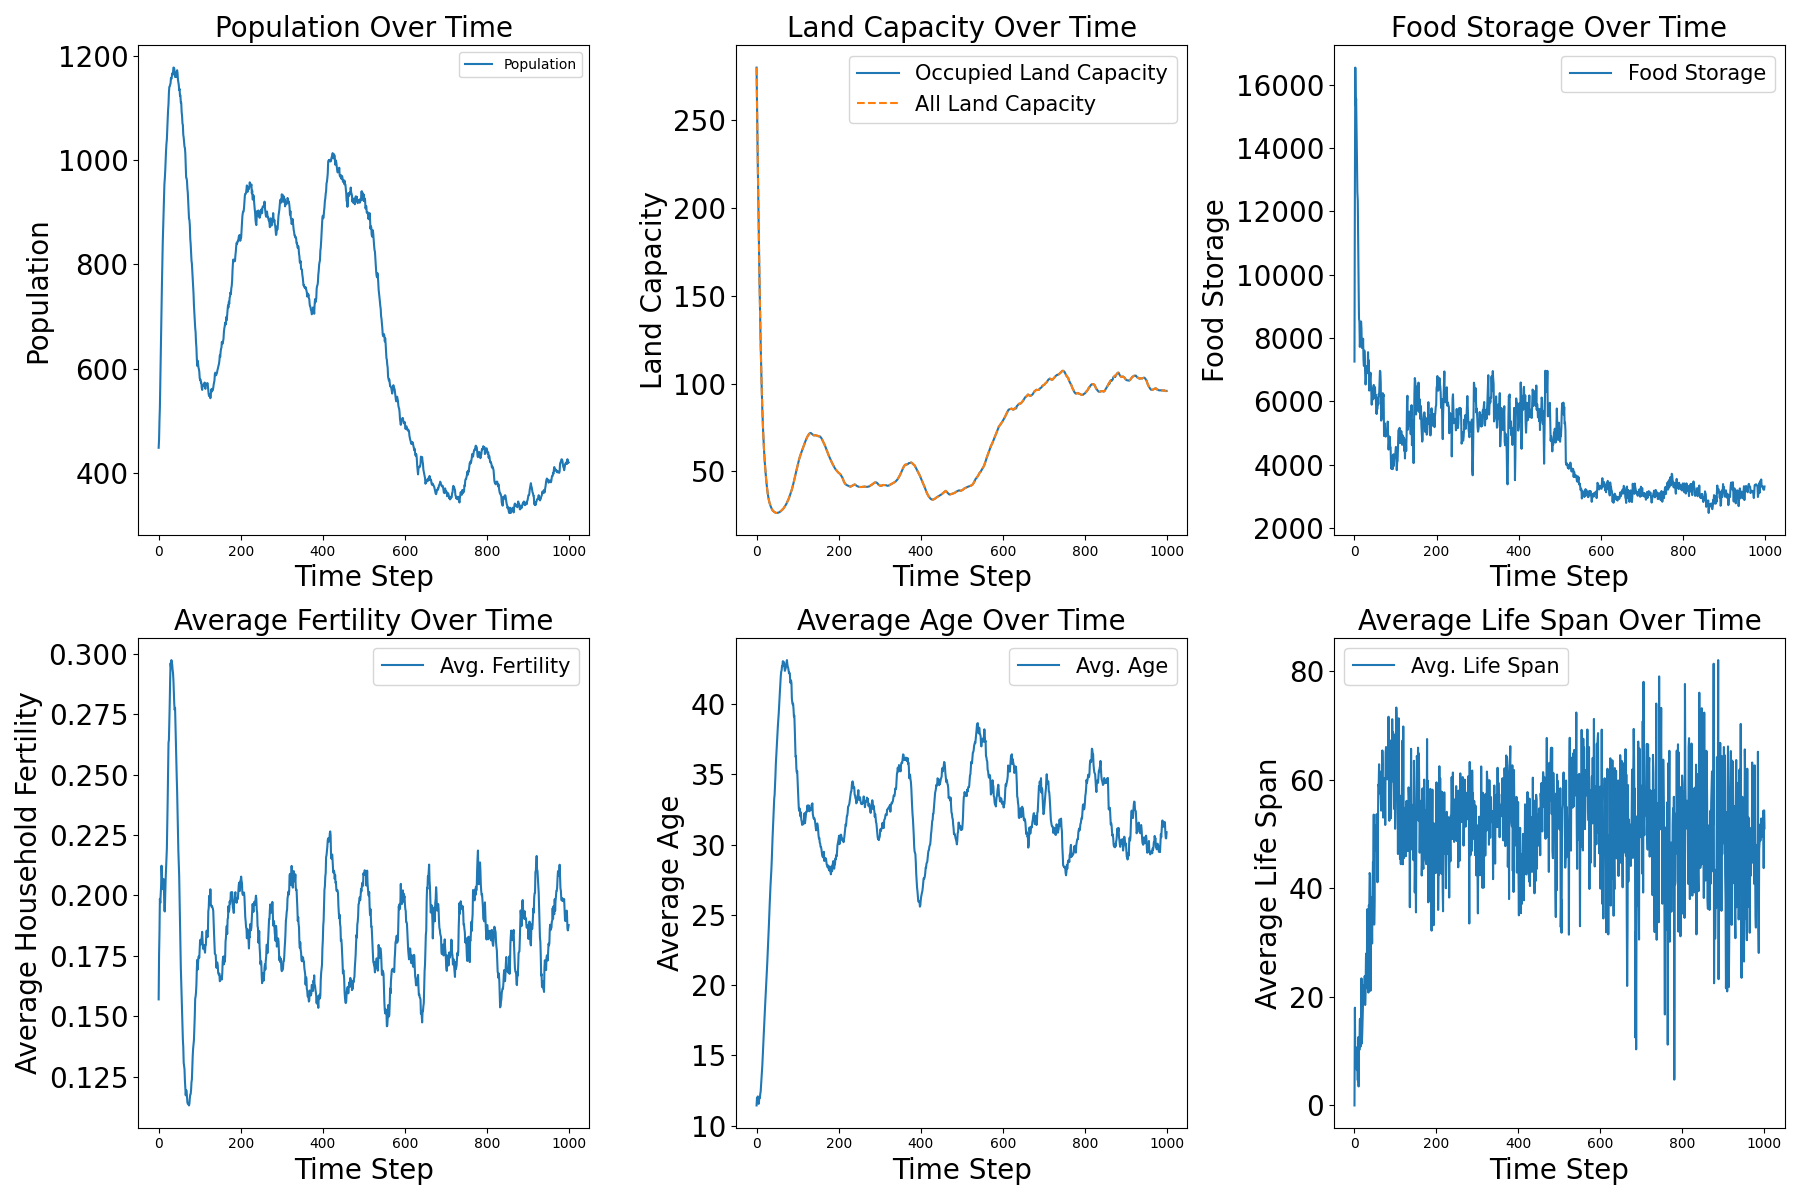 Population Over Time
Population
1200
1000
800
600
400
0 200 400 600 800 1000
Time Step
Population
Land Capacity Over Time
Occupied Land Capacity
All Land Capacity
250
200
150
100
50
0 200 400 600 800 1000
Time Step
Land Capacity
Food Storage Over Time
Food Storage
16000
14000
12000
10000
8000
6000
4000
2000
0 200 400 600 800 1000
Time Step
Food Storage
Average Fertility Over Time
Avg. Fertility
0.300
0.275
0.250
0.225
0.200
0.175
0.150
0.125
0 200 400 600 800 1000
Time Step
Average Household Fertility
Average Age Over Time
Avg. Age
40
35
30
25
20
15
10
0 200 400 600 800 1000
Time Step
Average Age
Average Life Span Over Time
Avg. Life Span
80
60
40
20
0
0 200 400 600 800 1000
Time Step
Average Life Span